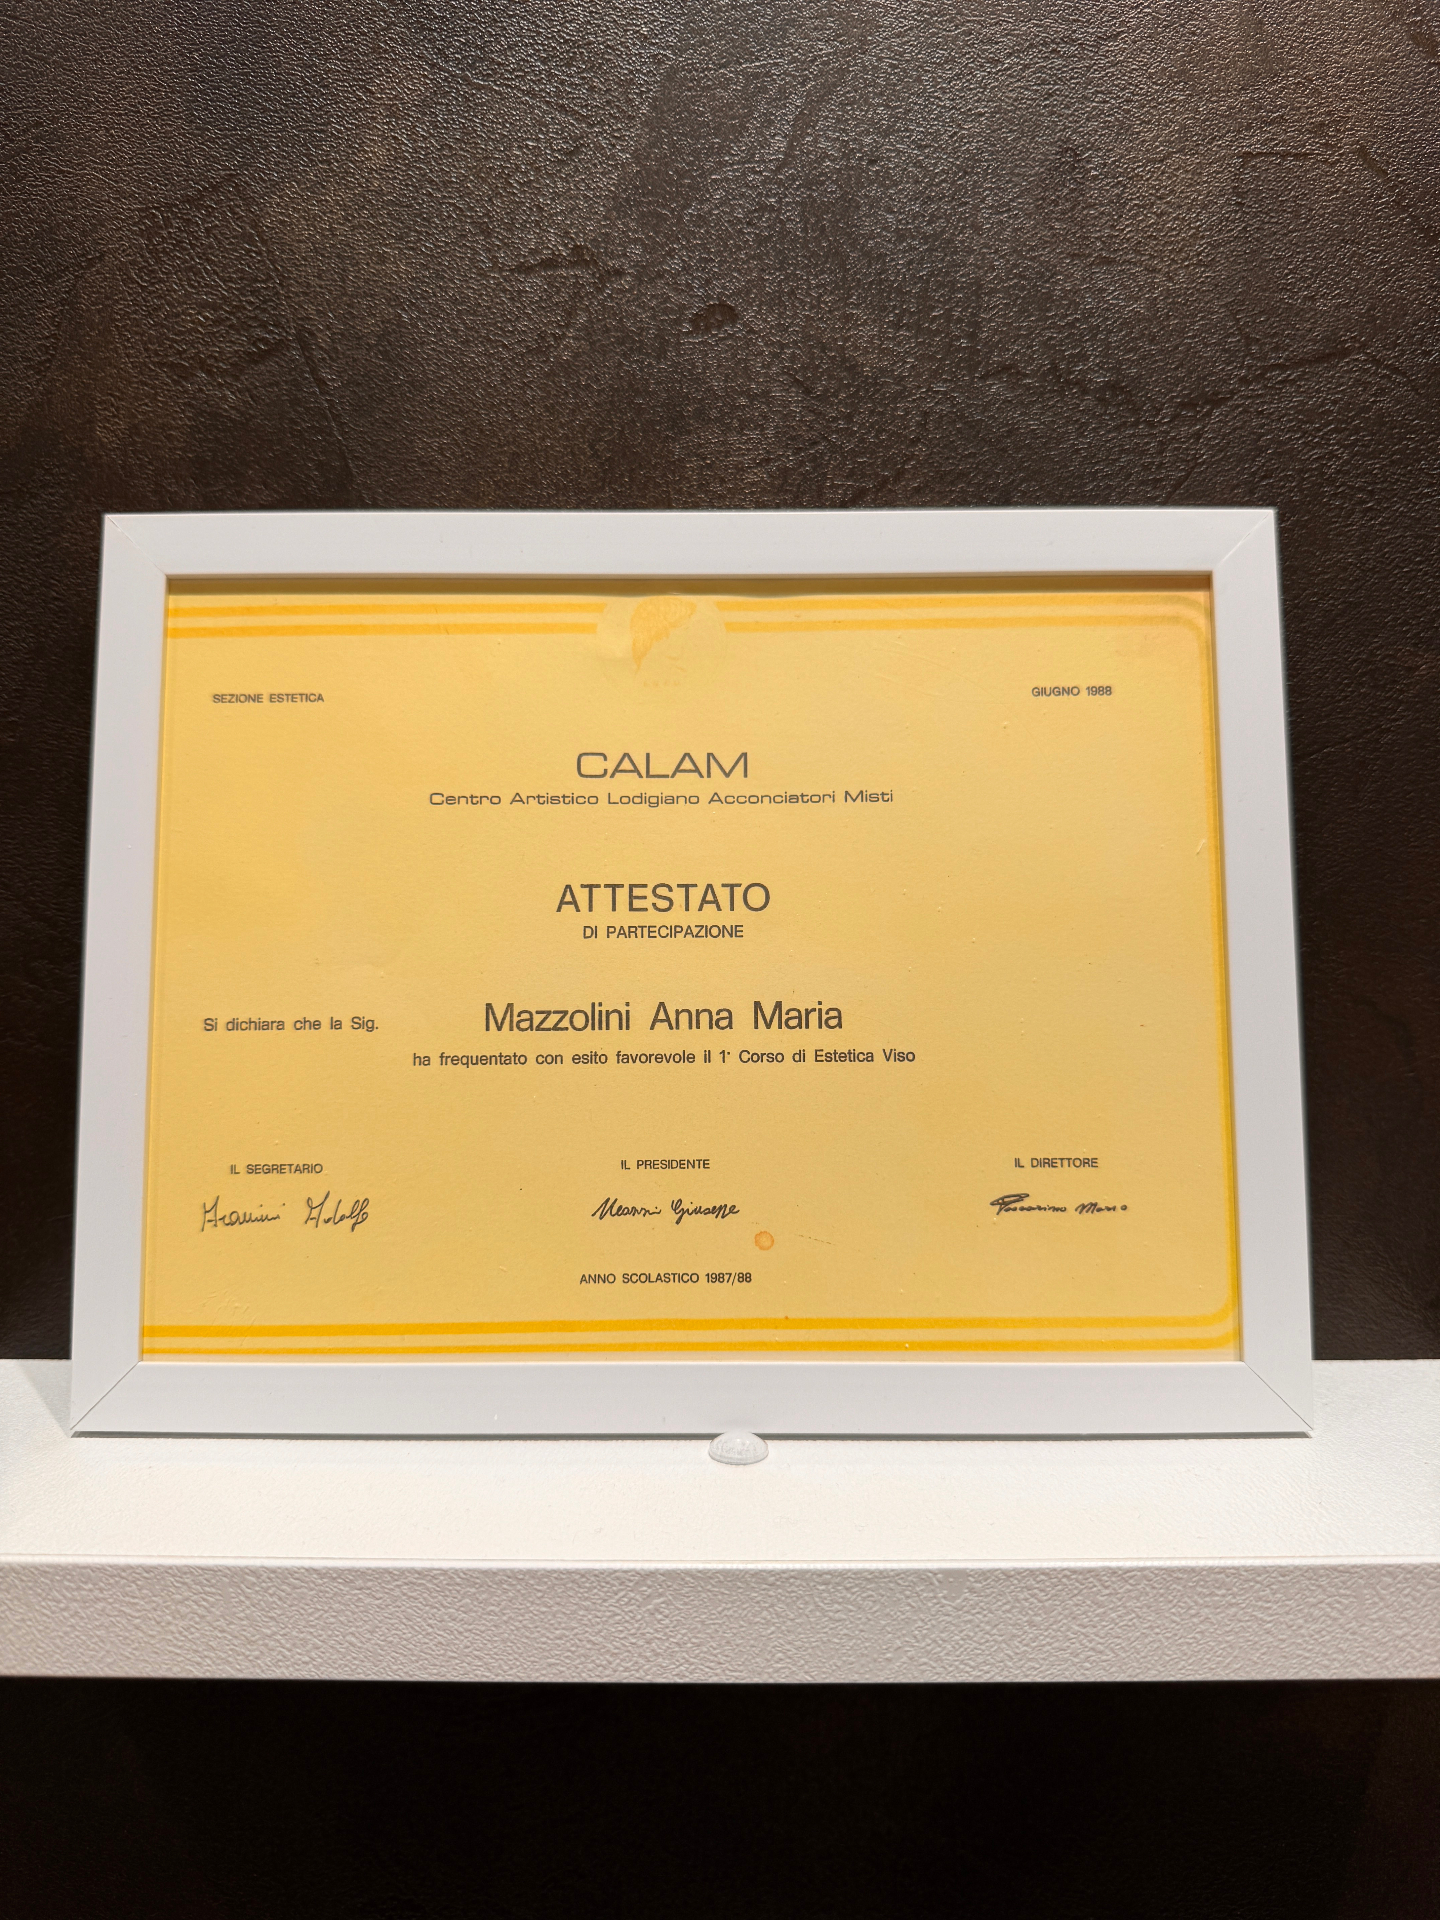 SEZIONE ESTETICA
GIUGNO 1988
CALAM
Centro Artistico Lodigiano Acconciatori Misti
ATTESTATO
DI PARTECIPAZIONE
Si dichiara che la Sig. Mazzolini Anna Maria
ha frequentato con esito favorevole il 1° Corso di Estetica Viso
IL SEGRETARIO
IL PRESIDENTE
IL DIRETTORE
Giuseppe
Mario
ANNO SCOLASTICO 1987/88